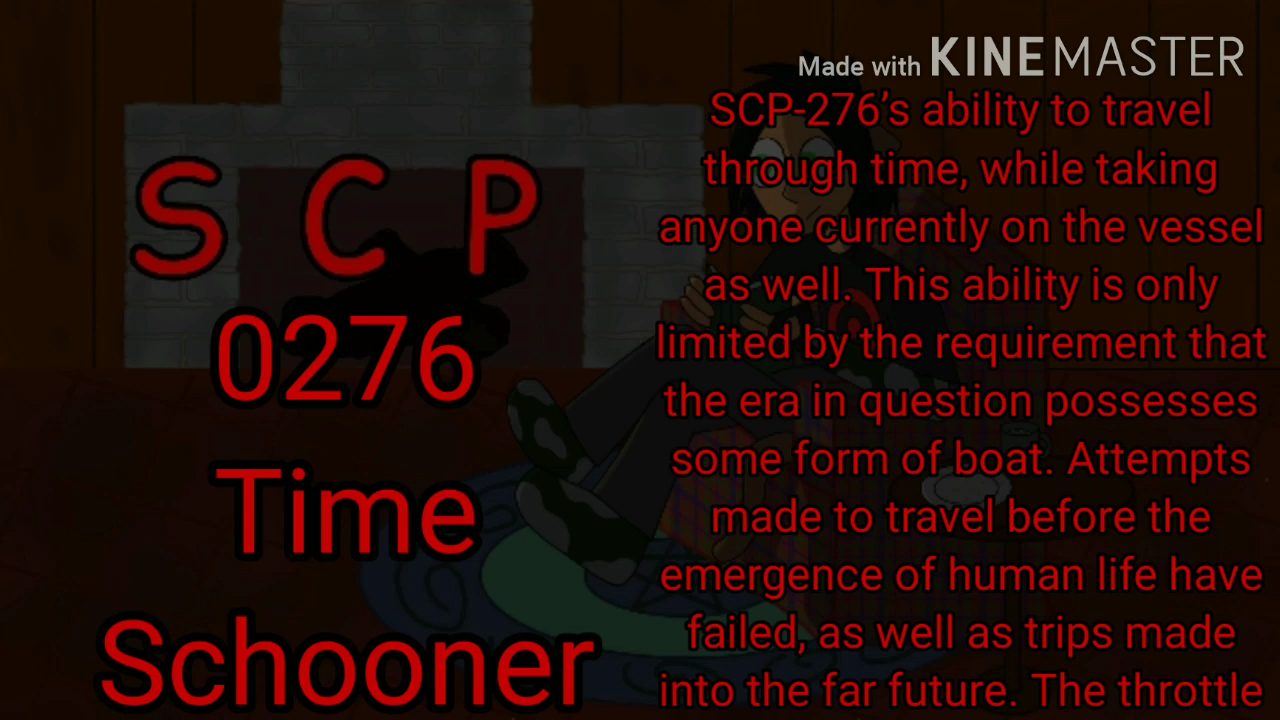 Made with KINEMASTER
S C P
0276
Time
Schooner
SCP-276’s ability to travel
through time, while taking
anyone currently on the vessel
as well. This ability is only
limited by the requirement that
the era in question possesses
some form of boat. Attempts
made to travel before the
emergence of human life have
failed, as well as trips made
into the far future. The throttle